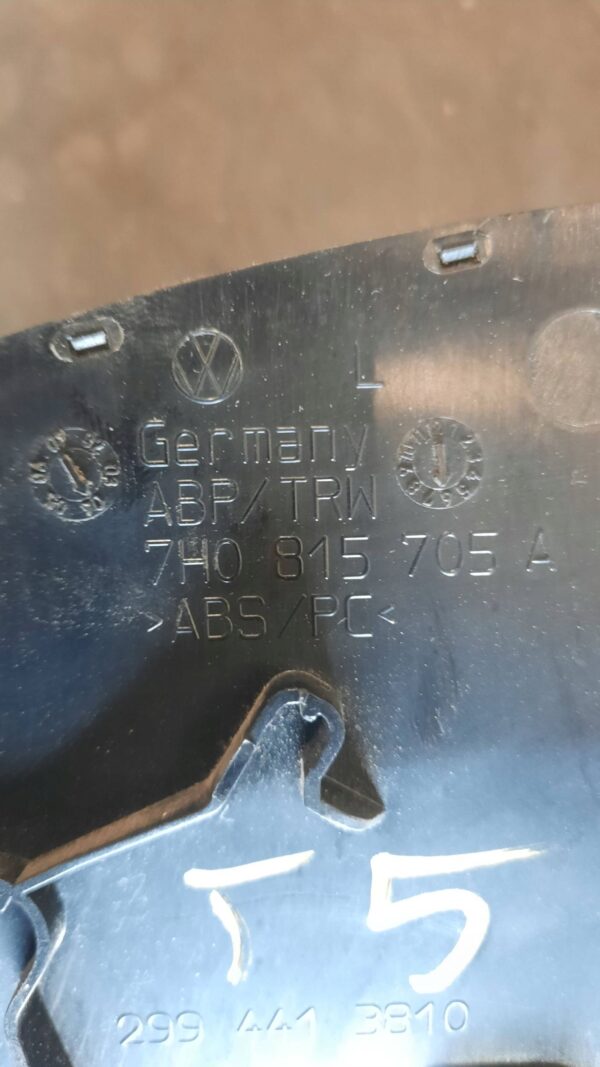 L
Germany
ABP/TRW
7H0 815 705 A
>ABS/PC<
T5
299 441 3810